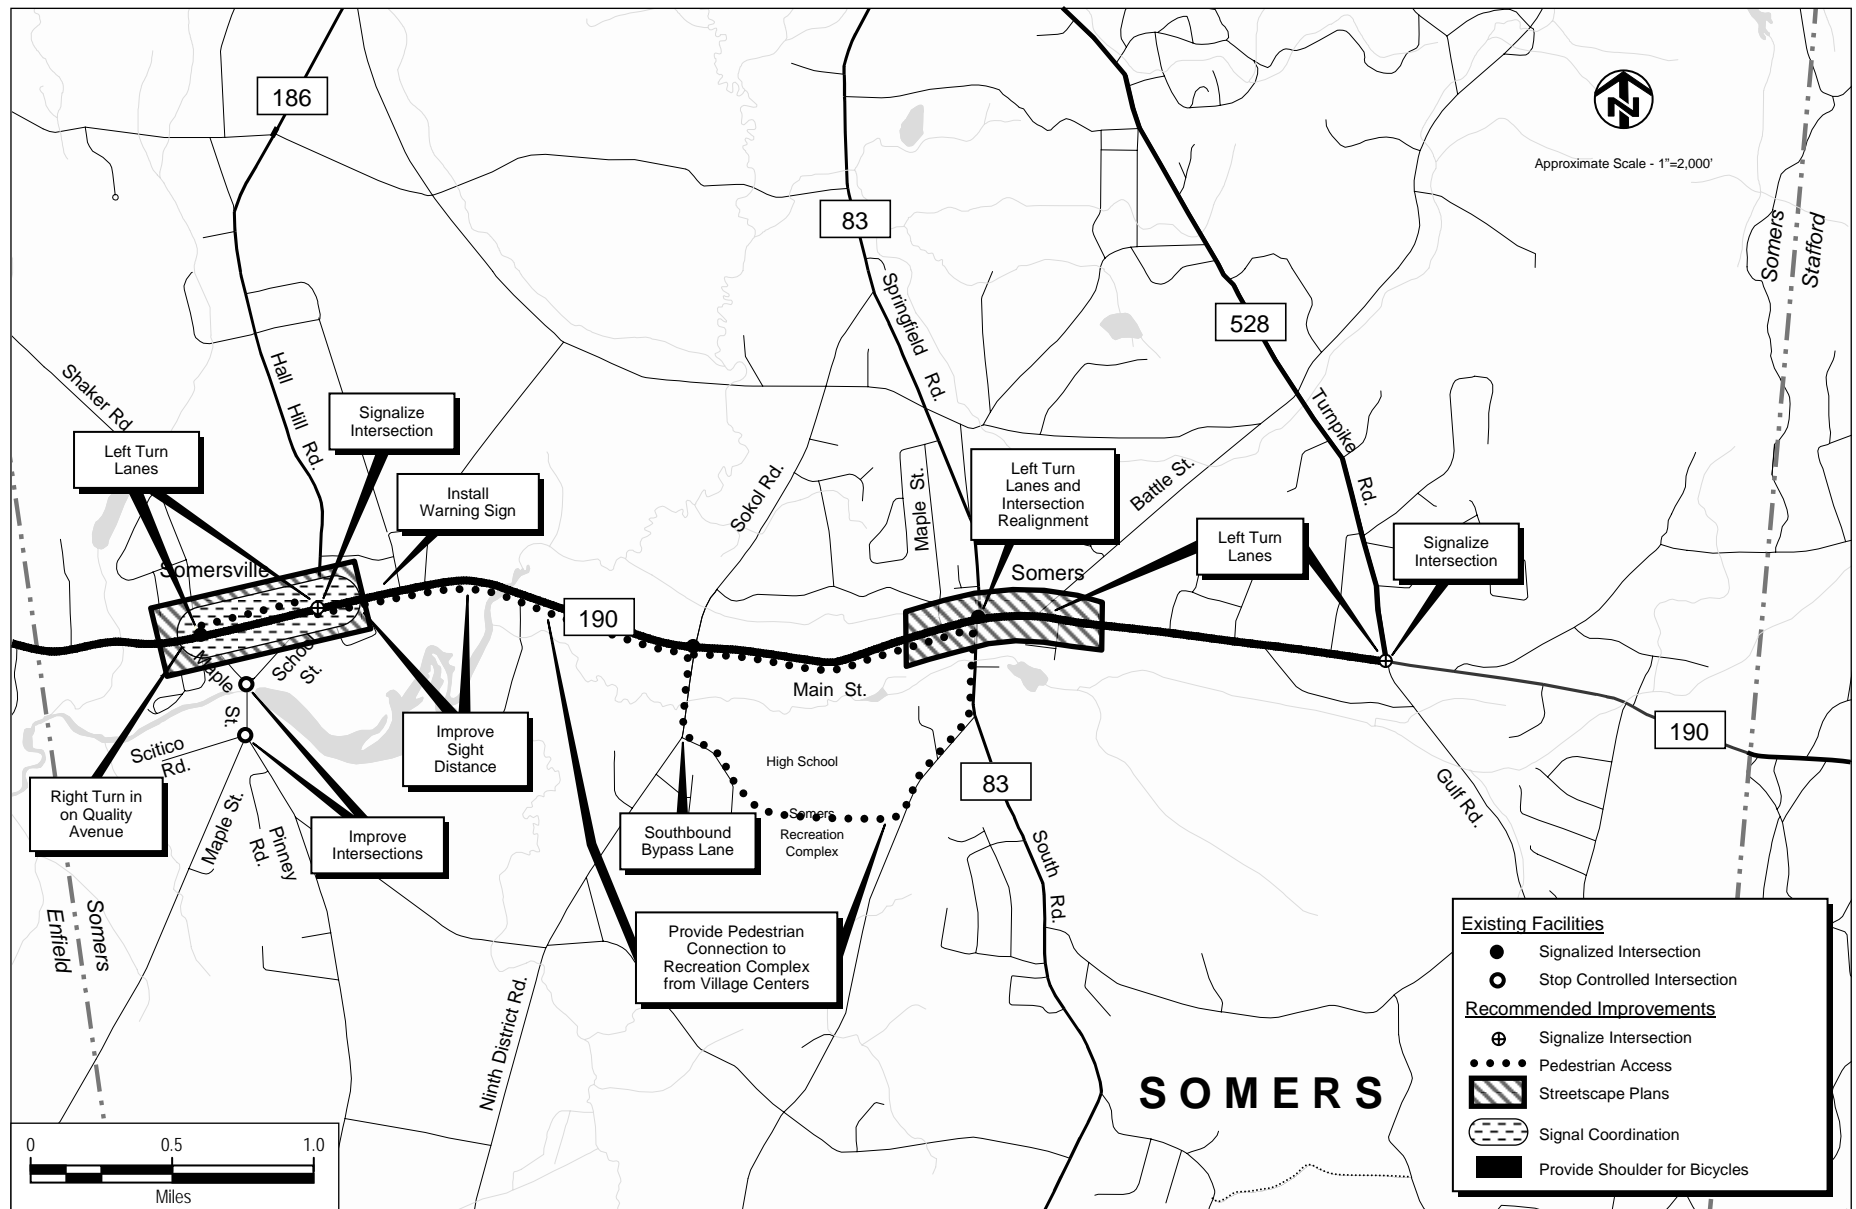 186
83
528
Approximate Scale - 1"=2,000'
Somers
Stafford
Springfield Rd.
Hall Hill Rd.
Shaker Rd
Turnpike Rd.
Signalize
Intersection
Left Turn
Lanes
Install
Warning Sign
Sokol Rd.
Maple St.
Left Turn
Lanes and
Intersection
Realignment
Battle St.
Left Turn
Lanes
Signalize
Intersection
Somersville
Somers
190
Main St.
Maple St.
School St.
Scitico
Rd.
Improve
Sight
Distance
High School
Somers
Recreation
Complex
83
190
Gulf Rd.
Right Turn in
on Quality
Avenue
Maple St.
Pinney Rd.
Improve
Intersections
Southbound
Bypass Lane
South Rd.
Enfield
Somers
Provide Pedestrian
Connection to
Recreation Complex
from Village Centers
Ninth District Rd.
SOMERS
Existing Facilities
Signalized Intersection
Stop Controlled Intersection
Recommended Improvements
Signalize Intersection
Pedestrian Access
Streetscape Plans
Signal Coordination
Provide Shoulder for Bicycles
0 0.5 1.0
Miles
N